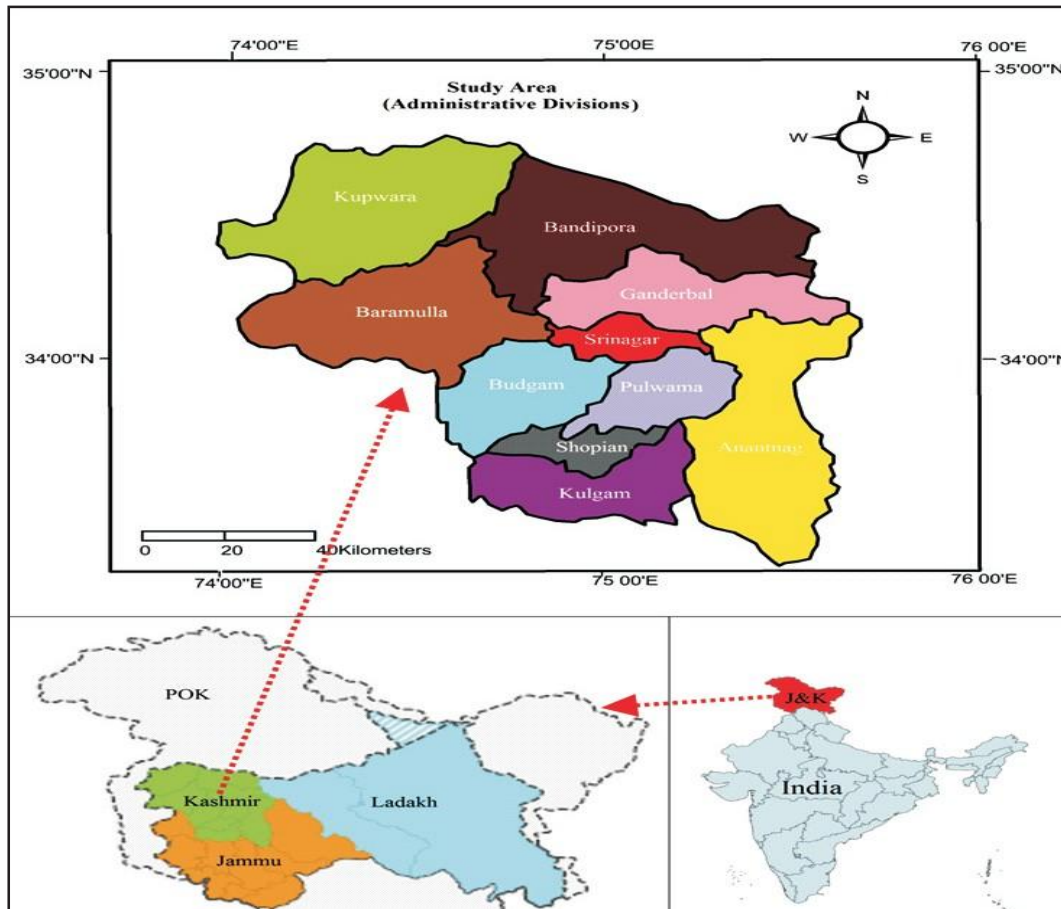 74'00"E 75'00"E 76 00'E
35'00"N 35'00"N
Study Area
(Administrative Divisions)
N
W E
S
Kupwara
Bandipora
Ganderbal
Baramulla
Srinagar
34'00"N 34'00"N
Budgam Pulwama
Shopian Anantnag
Kulgam
0 20 40Kilometers
74'00"E 75 00'E 76 00'E
POK
J&K
Kashmir Ladakh
India
Jammu